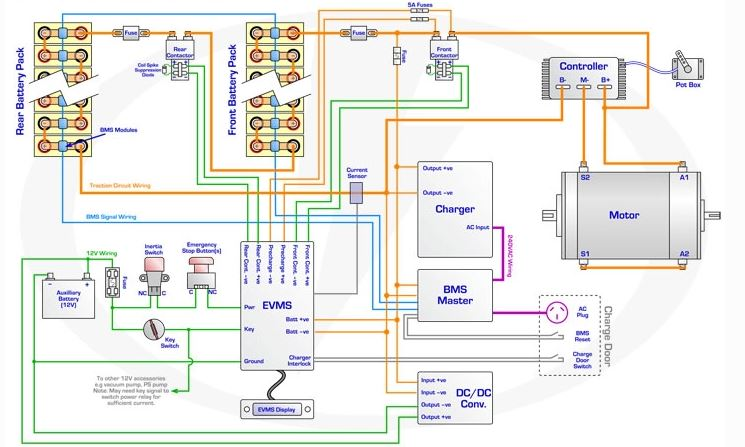 5A Fuses
Fuse
Fuse
Rear
Contactor
Front
Contactor
Fuse
Coil Spike
Suppression
Diode
Rear Battery Pack
Front Battery Pack
BMS Modules
Controller
B-
M-
B+
Pot Box
Current
Sensor
Traction Circuit Wiring
BMS Signal Wiring
Output +ve
Output -ve
Charger
AC Input
240VAC Wiring
S2
A1
Motor
S1
A2
12V Wiring
Inertia
Switch
Emergency
Stop Button(s)
Fuse
NC
C
C
NC
Auxilliary
Battery
(12V)
Key
Switch
Rear Cont. -ve
Rear Cont. +ve
Precharge -ve
Precharge +ve
Front Cont. -ve
Front Cont. +ve
EVMS
Pwr
Key
Ground
Batt +ve
Batt -ve
Charger
Interlock
EVMS Display
BMS
Master
AC
Plug
BMS
Reset
Charge
Door
Switch
Charge Door
To other 12V accessories
e.g vacuum pump, PS pump
Note: May need key signal to
switch power relay for
sufficient current.
Input +ve
Input -ve
Output -ve
Output +ve
DC/DC
Conv.